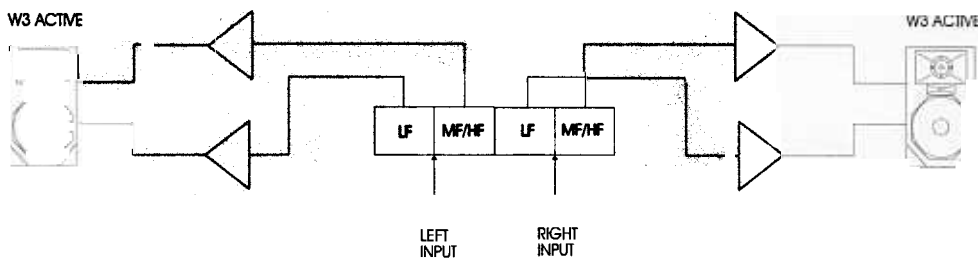 W3 ACTIVE
W3 ACTIVE
LF
MF/HF
LF
MF/HF
LEFT
INPUT
RIGHT
INPUT